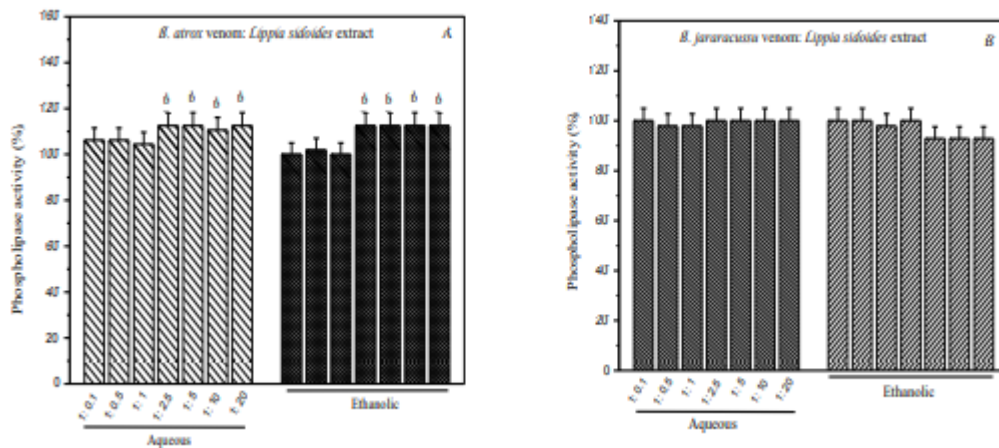 160
B. atrox venom: Lippia sidoides extract A
140
120
100
80
60
40
20
0
Phospholipase activity (%)
b b b b b b b b
1: 0.1 1: 0.5 1: 1 1: 2.5 1: 5 1: 10 1: 20
Aqueous
Ethanolic
140
B. jararacussu venom: Lippia sidoides extract B
120
100
80
60
40
20
0
Phospholipase activity (%)
1: 0.1 1: 0.5 1: 1 1: 2.5 1: 5 1: 10 1: 20
Aqueous
Ethanolic